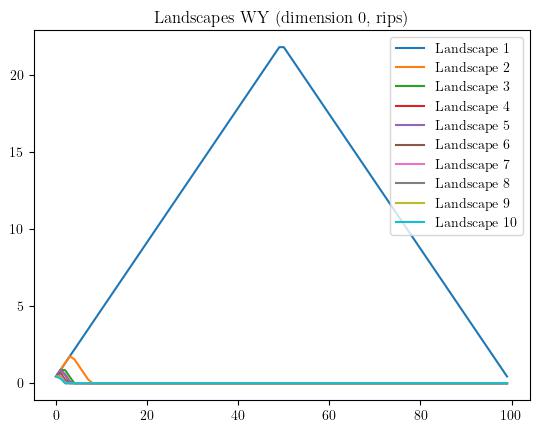 Landscapes WY (dimension 0, rips)
Landscape 1
Landscape 2
Landscape 3
Landscape 4
Landscape 5
Landscape 6
Landscape 7
Landscape 8
Landscape 9
Landscape 10
20
15
10
5
0
0 20 40 60 80 100